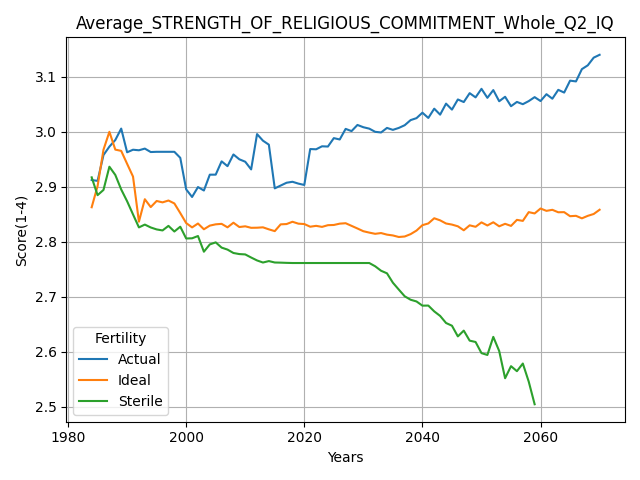 Average_STRENGTH_OF_RELIGIOUS_COMMITMENT_Whole_Q2_IQ
Score(1-4)
3.1
3.0
2.9
2.8
2.7
2.6
2.5
Fertility
Actual
Ideal
Sterile
1980
2000
2020
2040
2060
Years